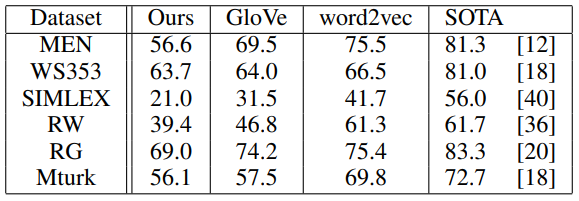 Dataset Ours GloVe word2vec SOTA
MEN 56.6 69.5 75.5 81.3 [12]
WS353 63.7 64.0 66.5 81.0 [18]
SIMLEX 21.0 31.5 41.7 56.0 [40]
RW 39.4 46.8 61.3 61.7 [36]
RG 69.0 74.2 75.4 83.3 [20]
Mturk 56.1 57.5 69.8 72.7 [18]